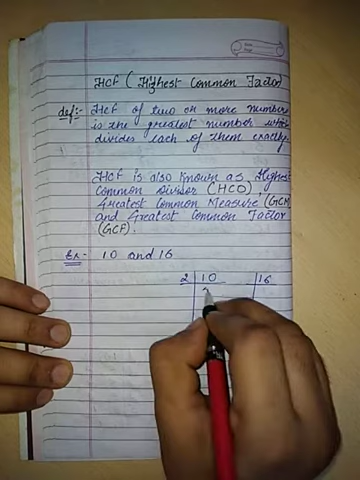 HCF (Highest Common Factor)
def:- HCF of two or more numbers
is the greatest number which
divides each of them exactly.
HCF is also known as Highest
Common Divisor (HCD),
Greatest Common Measure (GCM)
and Greatest Common Factor
(GCF).
Ex:- 10 and 16
2 10 16